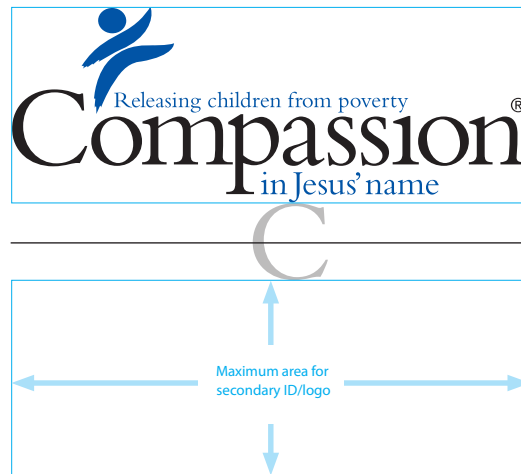 Releasing children from poverty
Compassion®
in Jesus' name
C
Maximum area for
secondary ID/logo